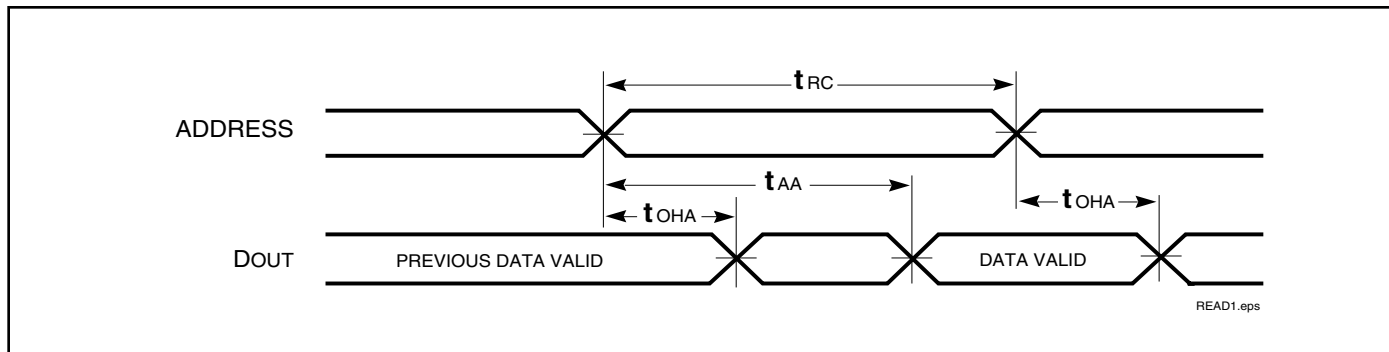 tRC
ADDRESS
tAA
tOHA
tOHA
DOUT
PREVIOUS DATA VALID
DATA VALID
READ1.eps